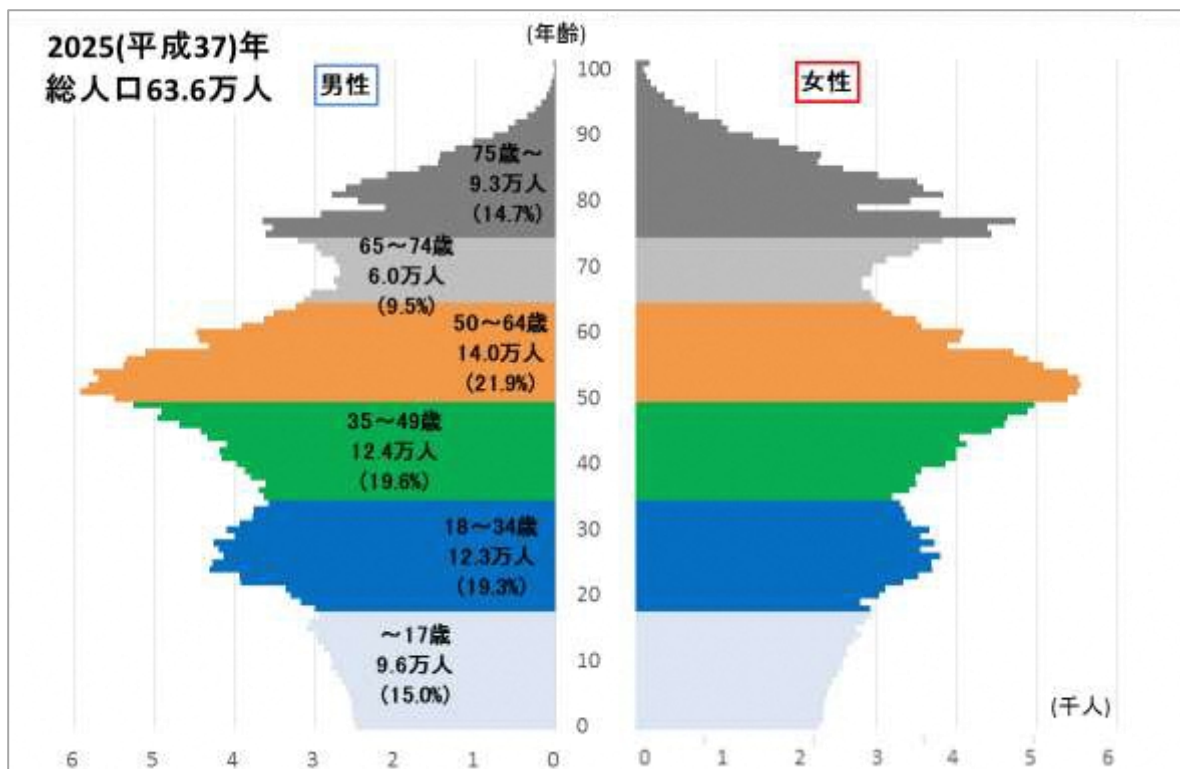 2025(平成37)年
総人口63.6万人
男性
(年齢)
女性
100
90
80
70
60
50
40
30
20
10
0
75歳～
9.3万人
(14.7%)
65～74歳
6.0万人
(9.5%)
50～64歳
14.0万人
(21.9%)
35～49歳
12.4万人
(19.6%)
18～34歳
12.3万人
(19.3%)
～17歳
9.6万人
(15.0%)
(千人)
6 5 4 3 2 1 0
0 1 2 3 4 5 6